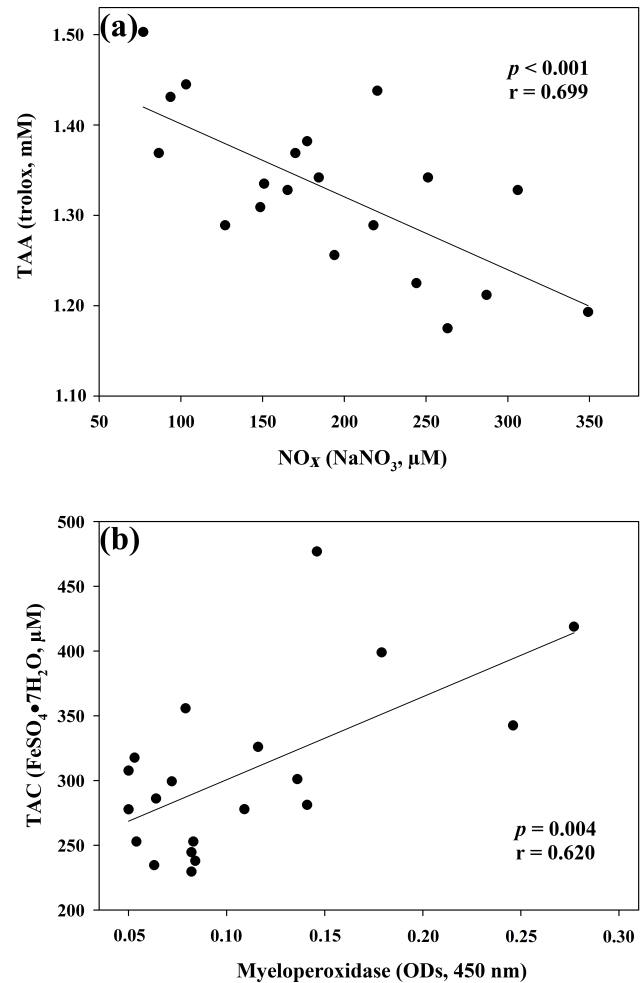 (a)
p < 0.001
r = 0.699
1.50
1.40
1.30
1.20
1.10
TAA (trolox, mM)
50 100 150 200 250 300 350
NOx (NaNO3, μM)
(b)
500
450
400
350
300
250
200
TAC (FeSO4•7H2O, μM)
p = 0.004
r = 0.620
0.05 0.10 0.15 0.20 0.25 0.30
Myeloperoxidase (ODs, 450 nm)